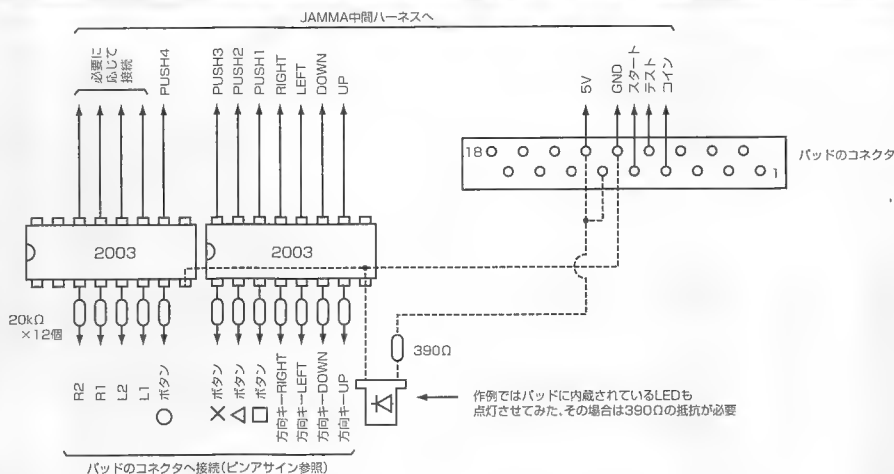 JAMMA中間ハーネスへ
必要に
応じて
接続
PUSH4
PUSH3
PUSH2
PUSH1
RIGHT
LEFT
DOWN
UP
5V
GND
スタート
テスト
コイン
18
1
パッドのコネクタ
2003
2003
20kΩ
×12個
R2
R1
L2
L1
○ボタン
×ボタン
△ボタン
□ボタン
方向キーRIGHT
方向キーLEFT
方向キーDOWN
方向キーUP
390Ω
作例ではパッドに内蔵されているLEDも
点灯させてみた。その場合は390Ωの抵抗が必要
パッドのコネクタへ接続(ピンアサイン参照)